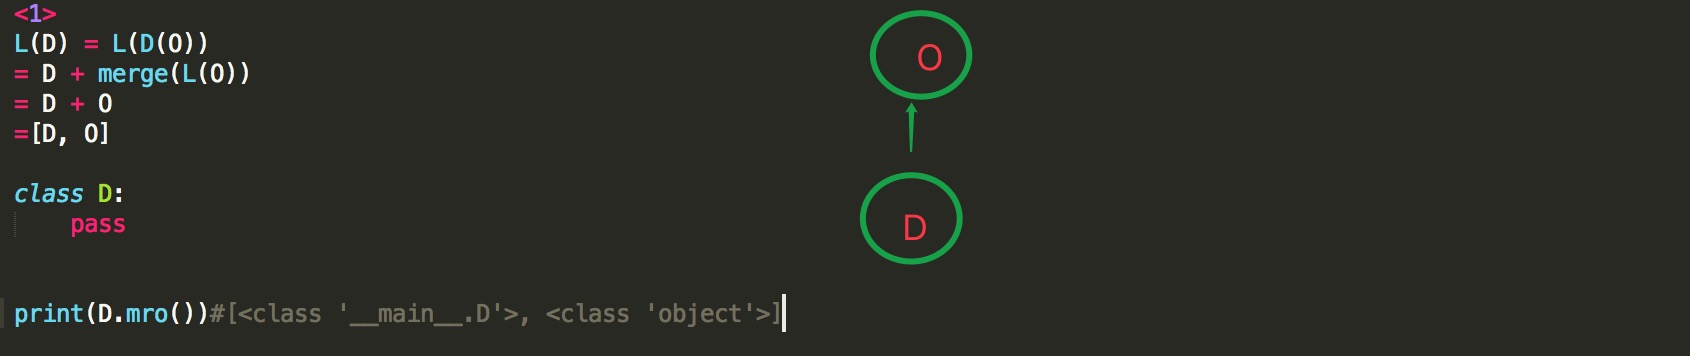 <1>
L(D) = L(D(O))
= D + merge(L(O))
= D + O
=[D, O]
class D:
    pass
print(D.mro())#[<class '__main__.D'>, <class 'object'>]
O
D